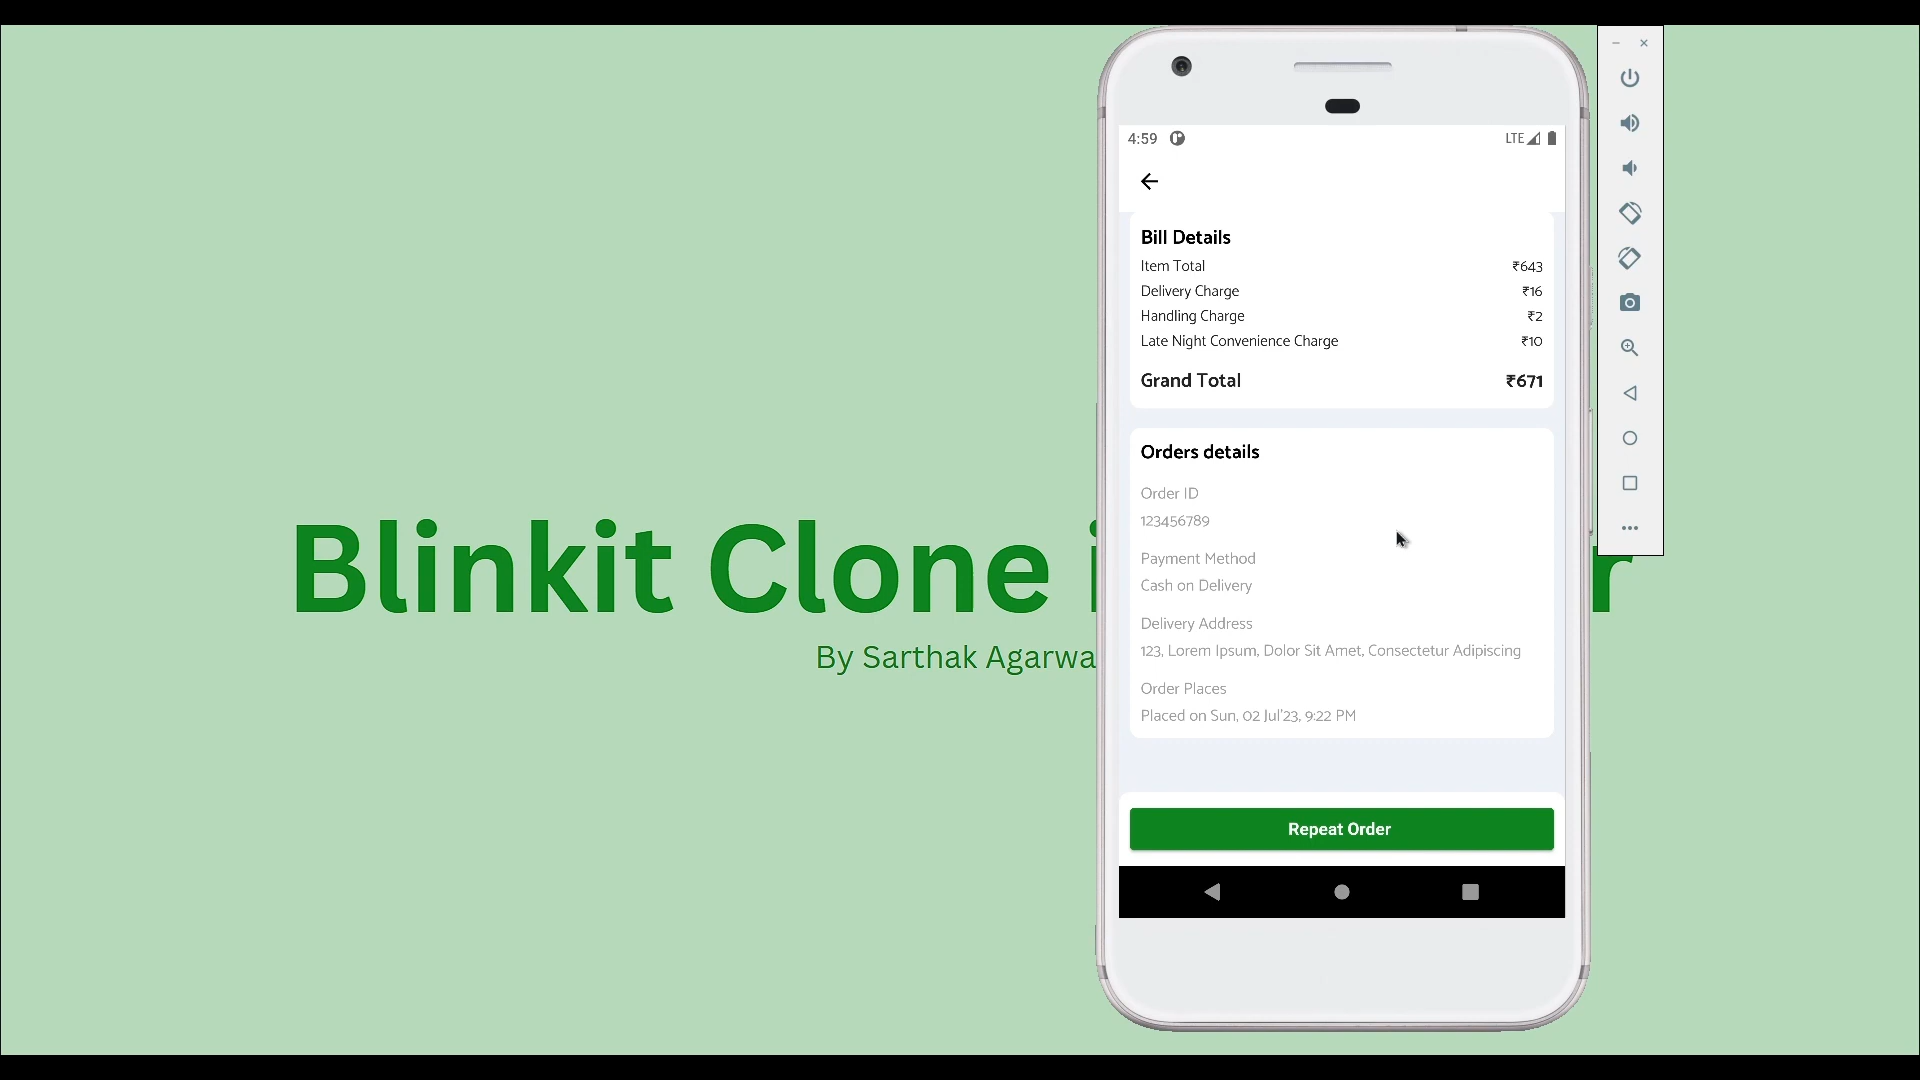 Blinkit Clone
By Sarthak Agarwa
4:59
LTE
Bill Details
Item Total ₹643
Delivery Charge ₹16
Handling Charge ₹2
Late Night Convenience Charge ₹10
Grand Total ₹671
Orders details
Order ID
123456789
Payment Method
Cash on Delivery
Delivery Address
123, Lorem Ipsum, Dolor Sit Amet, Consectetur Adipiscing
Order Places
Placed on Sun, 02 Jul'23, 9:22 PM
Repeat Order